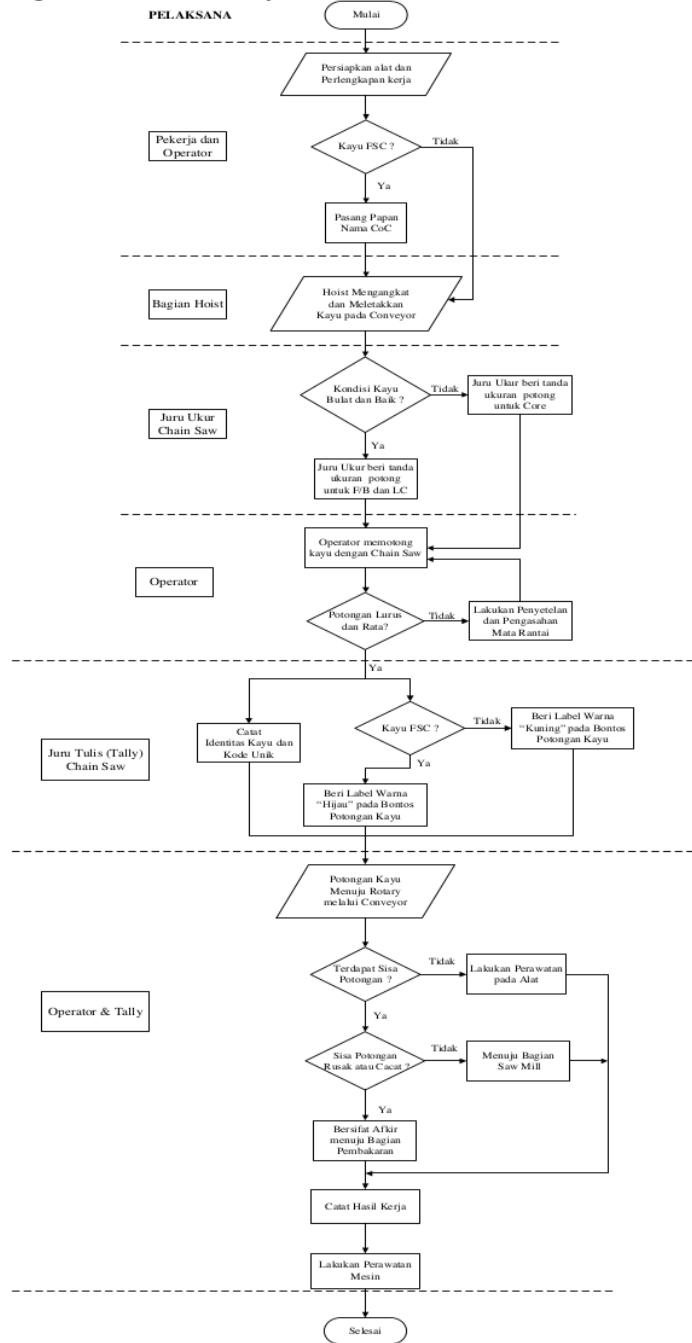 PELAKSANA
Mulai
Persiapkan alat dan
Perlengkapan kerja
Pekerja dan
Operator
Kayu FSC ?
Tidak
Ya
Pasang Papan
Nama CoC
Bagian Hoist
Hoist Mengangkat
dan Meletakkan
Kayu pada Conveyor
Juru Ukur
Chain Saw
Kondisi Kayu
Bulat dan Baik ?
Tidak
Juru Ukur beri tanda
ukuran potong
untuk Core
Ya
Juru Ukur beri tanda
ukuran potong
untuk F/B dan LC
Operator
Operator memotong
kayu dengan Chain Saw
Potongan Lurus
dan Rata?
Tidak
Lakukan Penyetelan
dan Pengasahan
Mata Rantai
Ya
Juru Tulis (Tally)
Chain Saw
Catat
Identitas Kayu dan
Kode Unik
Kayu FSC ?
Tidak
Beri Label Warna
“Kuning” pada Bontos
Potongan Kayu
Ya
Beri Label Warna
“Hijau” pada Bontos
Potongan Kayu
Operator & Tally
Potongan Kayu
Menuju Rotary
melalui Conveyor
Terdapat Sisa
Potongan ?
Tidak
Lakukan Perawatan
pada Alat
Ya
Sisa Potongan
Rusak atau Cacat ?
Tidak
Menuju Bagian
Saw Mill
Ya
Bersifat Afkir
menuju Bagian
Pembakaran
Catat Hasil Kerja
Lakukan Perawatan
Mesin
Selesai